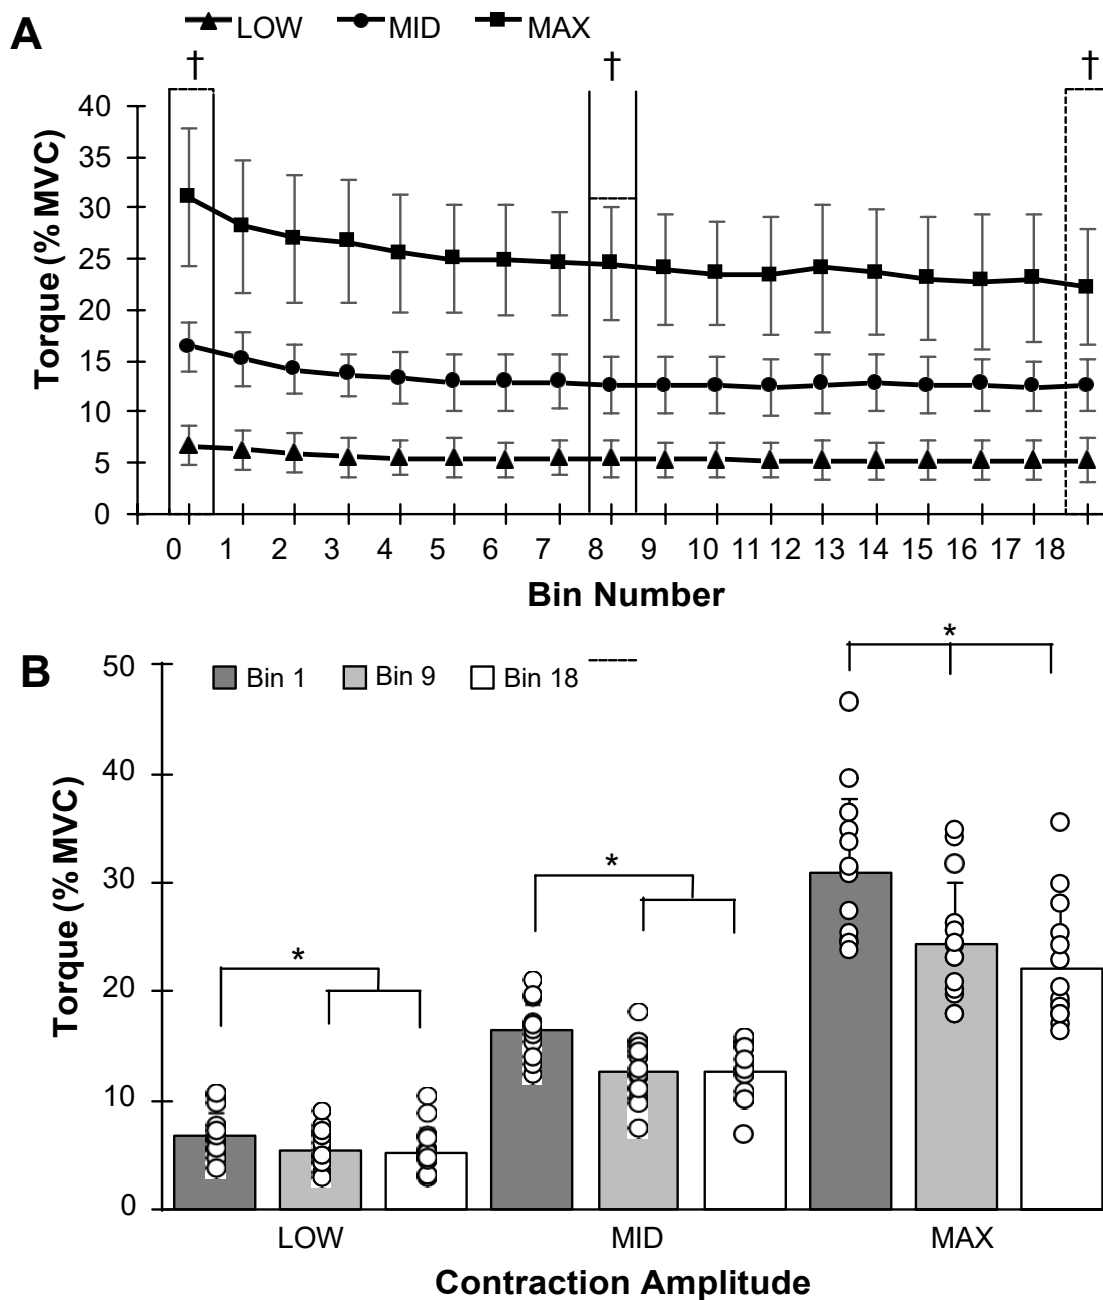 A
LOW MID MAX
† † †
40
35
30
25
20
15
10
5
0
Torque (% MVC)
0 1 2 3 4 5 6 7 8 9 10 11 12 13 14 15 16 17 18
Bin Number
B
*
50
Bin 1 Bin 9 Bin 18
40
30
20
10
0
*
*
Torque (% MVC)
LOW MID MAX
Contraction Amplitude